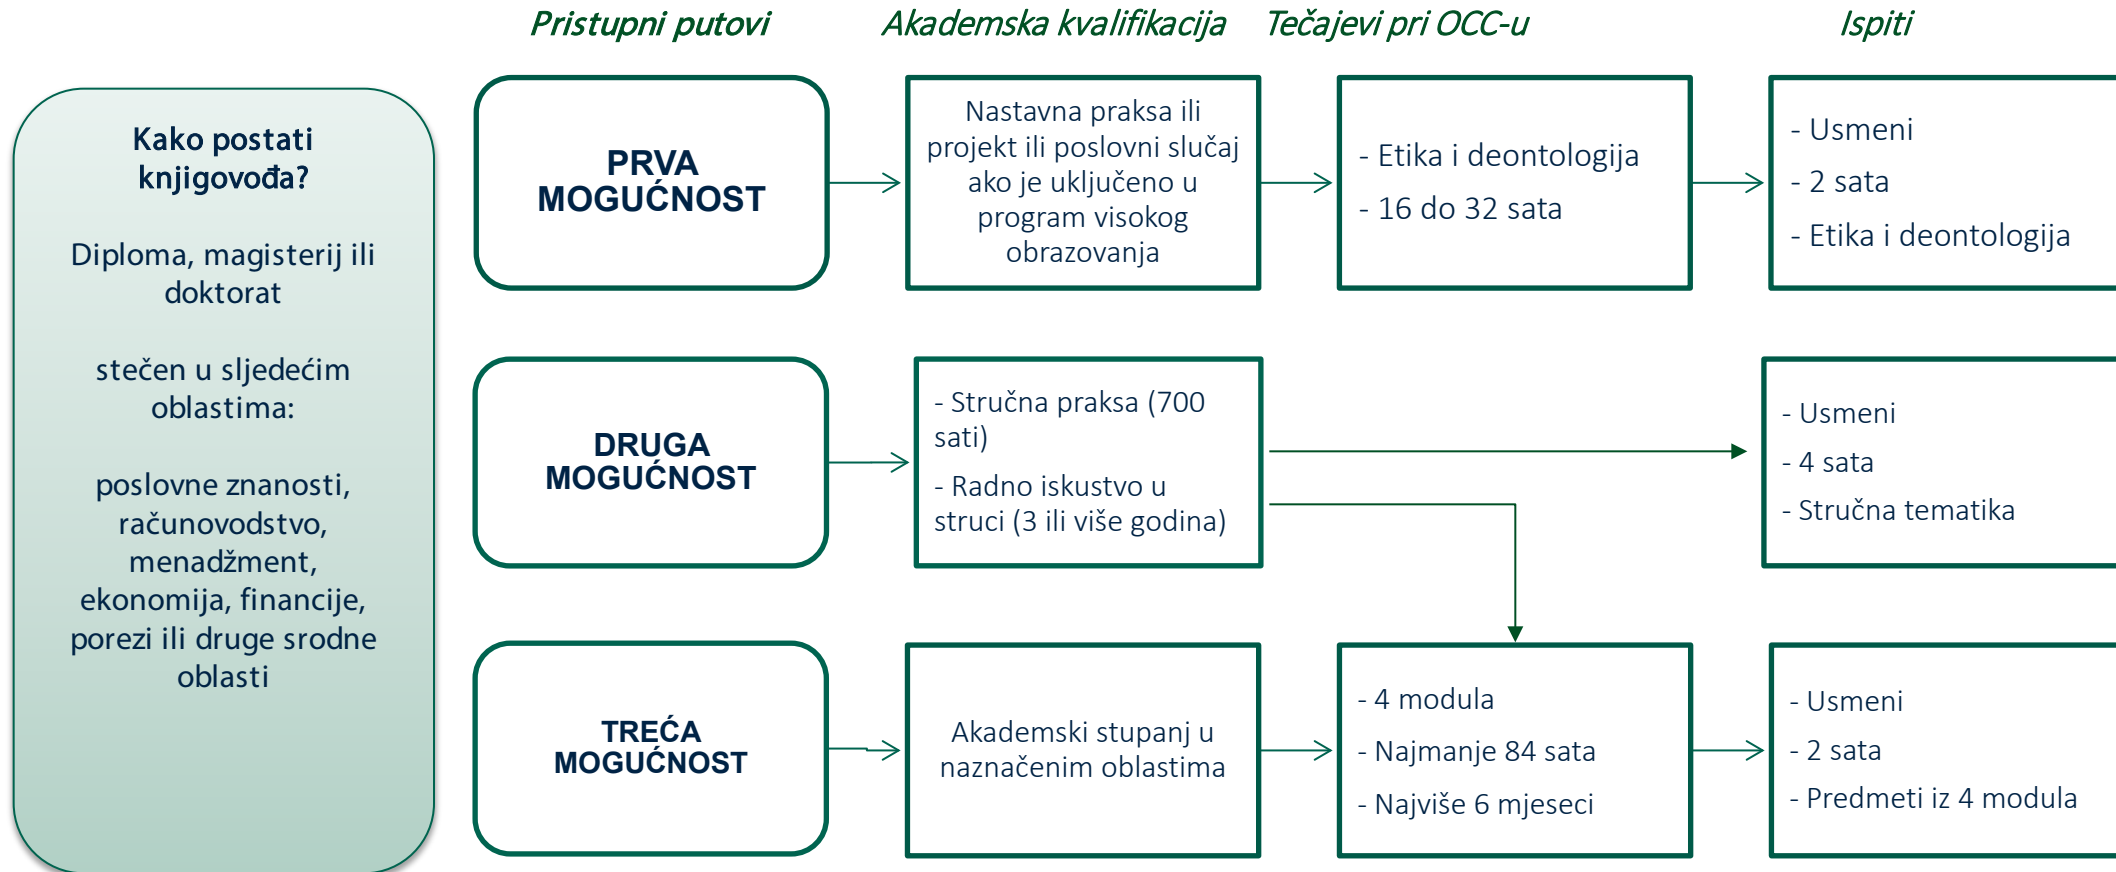 Pristupni putovi
Akademska kvalifikacija
Tečajevi pri OCC-u
Ispiti
Kako postati
knjigovođa?
Diploma, magisterij ili
doktorat
stečen u sljedećim
oblastima:
poslovne znanosti,
računovodstvo,
menadžment,
ekonomija, financije,
porezi ili druge srodne
oblasti
PRVA
MOGUĆNOST
Nastavna praksa ili
projekt ili poslovni slučaj
ako je uključeno u
program visokog
obrazovanja
- Etika i deontologija
- 16 do 32 sata
- Usmeni
- 2 sata
- Etika i deontologija
DRUGA
MOGUĆNOST
- Stručna praksa (700
sati)
- Radno iskustvo u
struci (3 ili više godina)
- Usmeni
- 4 sata
- Stručna tematika
TREĆA
MOGUĆNOST
Akademski stupanj u
naznačenim oblastima
- 4 modula
- Najmanje 84 sata
- Najviše 6 mjeseci
- Usmeni
- 2 sata
- Predmeti iz 4 modula